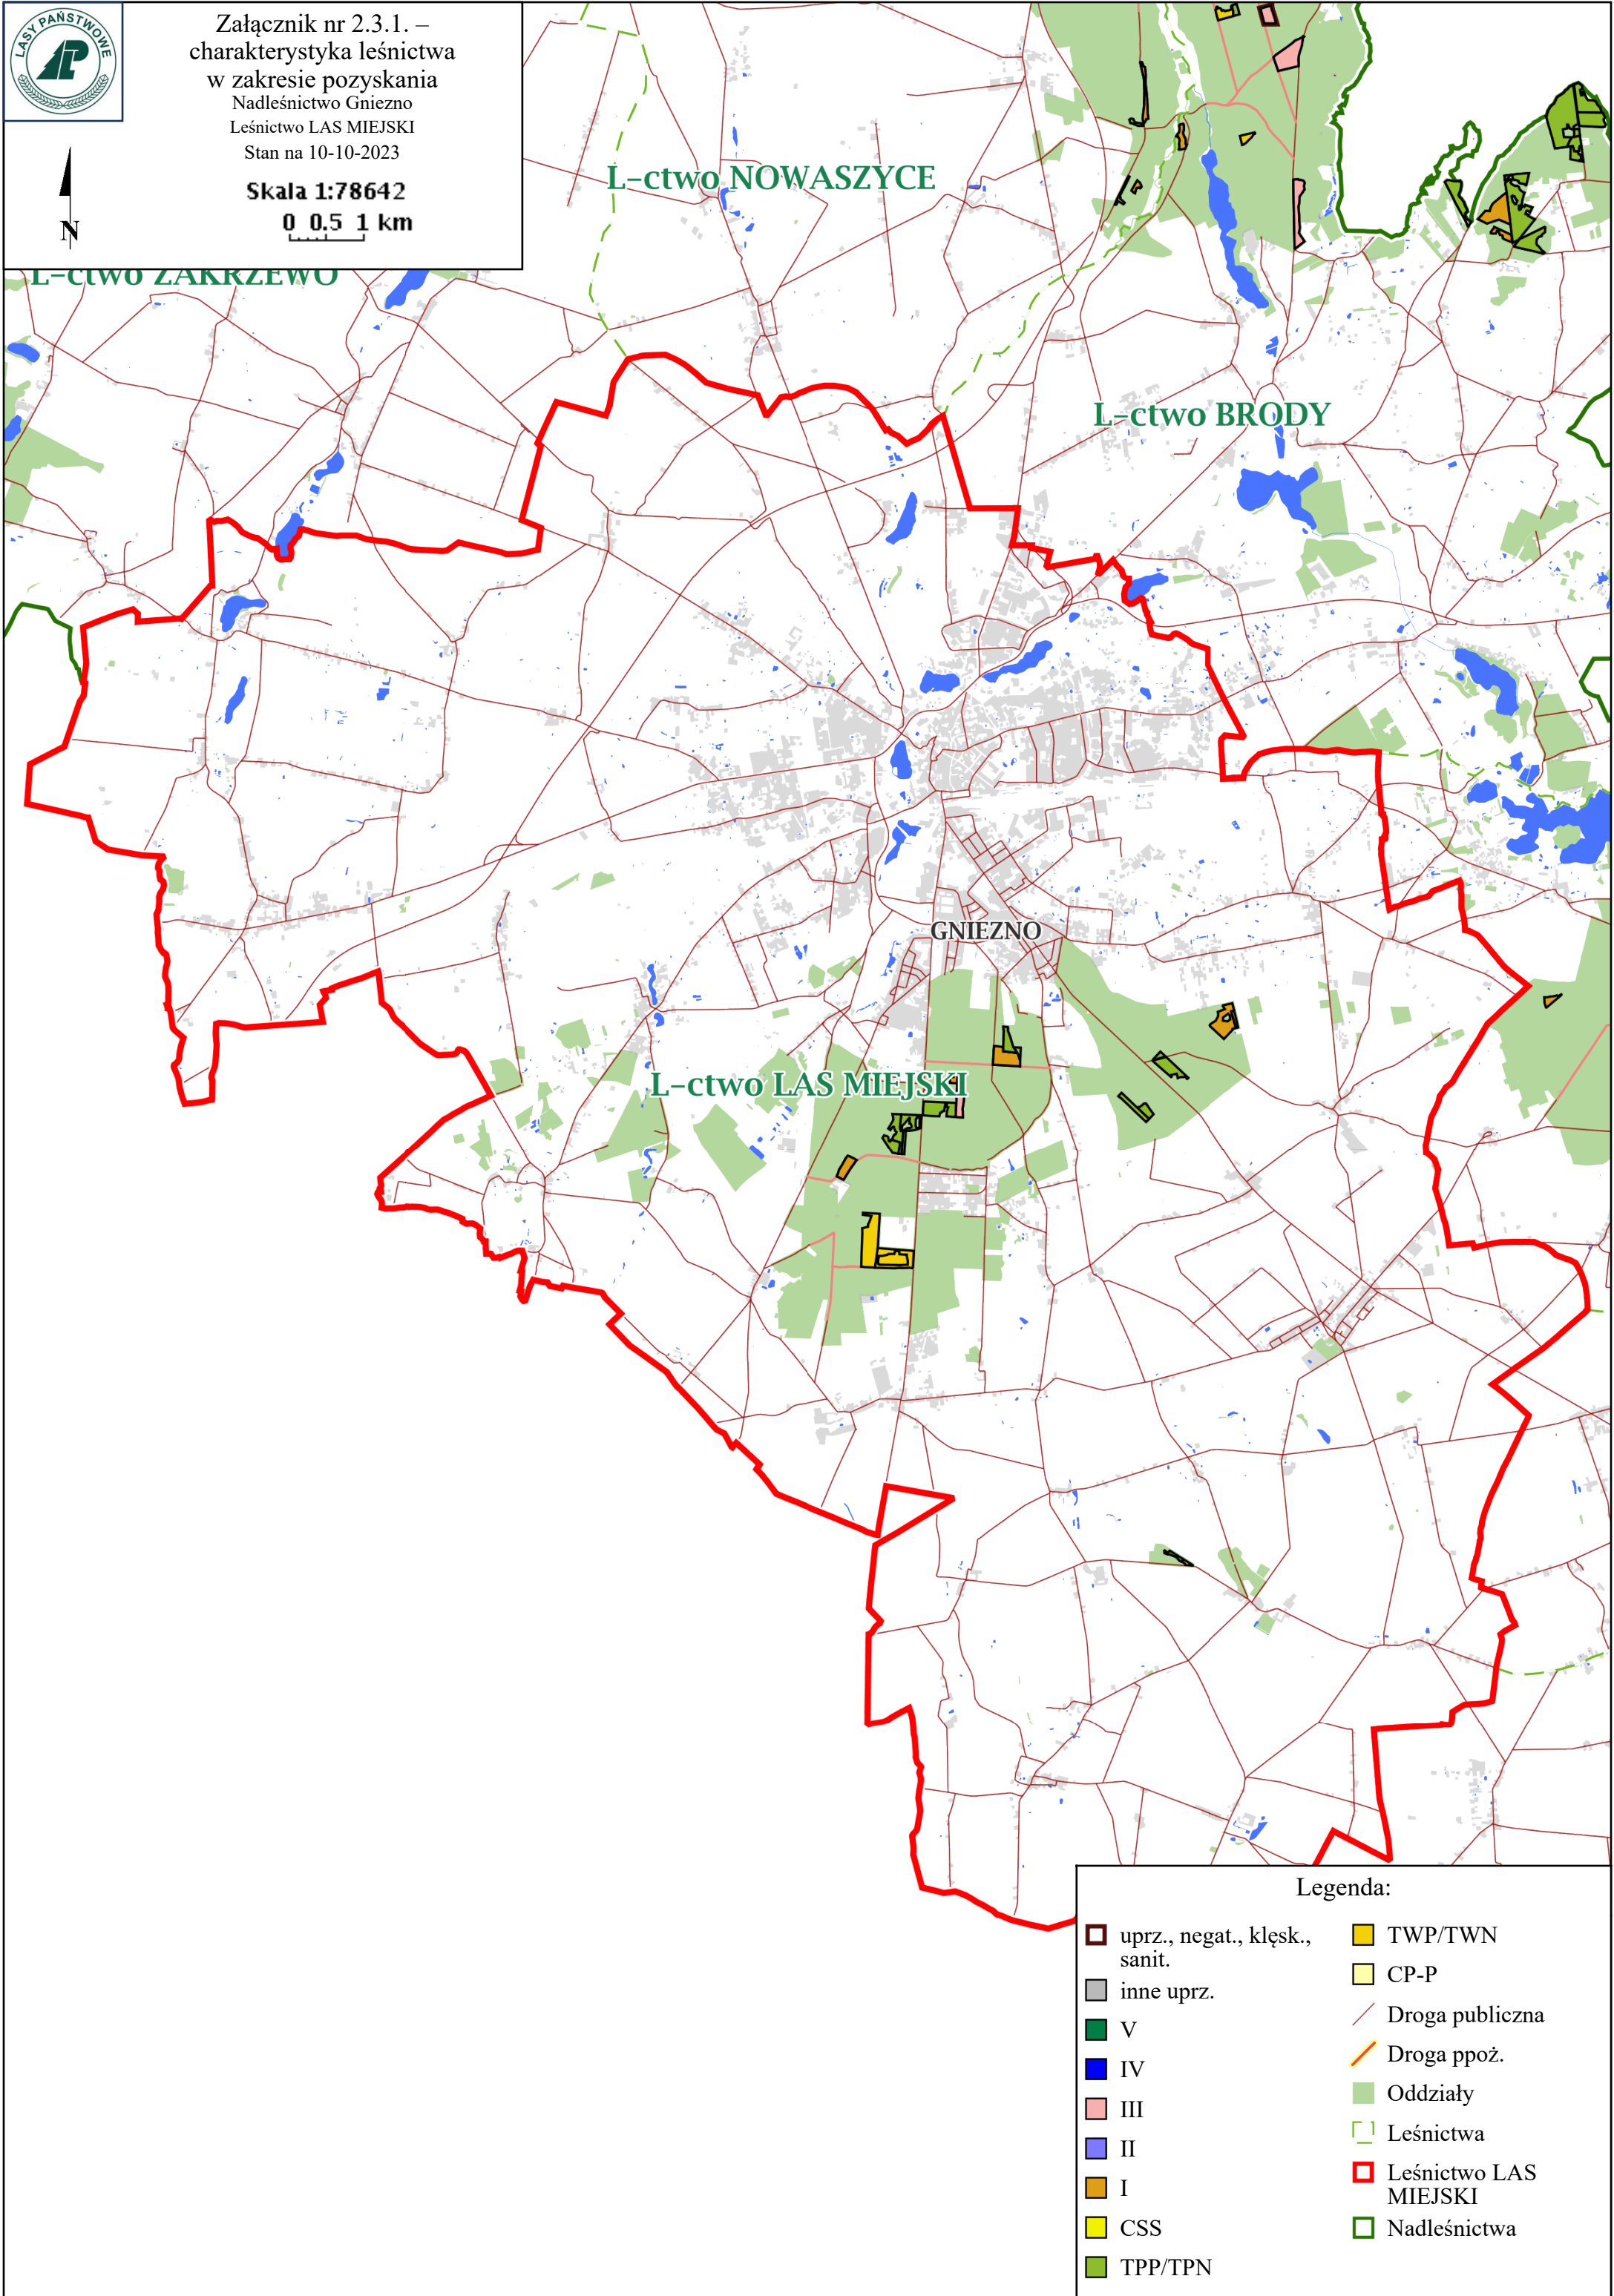 LASY PAŃSTWOWE
LP
Załącznik nr 2.3.1. –
charakterystyka leśnictwa
w zakresie pozyskania
Nadleśnictwo Gniezno
Leśnictwo LAS MIEJSKI
Stan na 10-10-2023
Skala 1:78642
0 0.5 1 km
N
L-ctwo NOWASZYCE
L-ctwo ZAKRZEWO
L-ctwo BRODY
GNIEZNO
L-ctwo LAS MIEJSKI
Legenda:
uprz., negat., klęsk.,
sanit.
inne uprz.
V
IV
III
II
I
CSS
TPP/TPN
TWP/TWN
CP-P
Droga publiczna
Droga ppoż.
Oddziały
Leśnictwa
Leśnictwo LAS
MIEJSKI
Nadleśnictwa